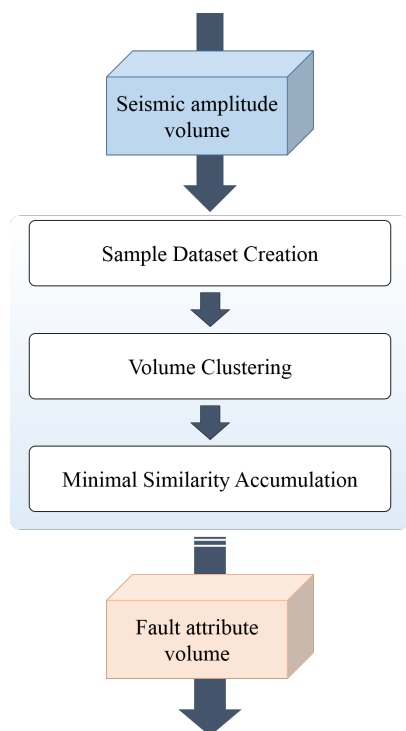 Seismic amplitude
volume
Sample Dataset Creation
Volume Clustering
Minimal Similarity Accumulation
Fault attribute
volume